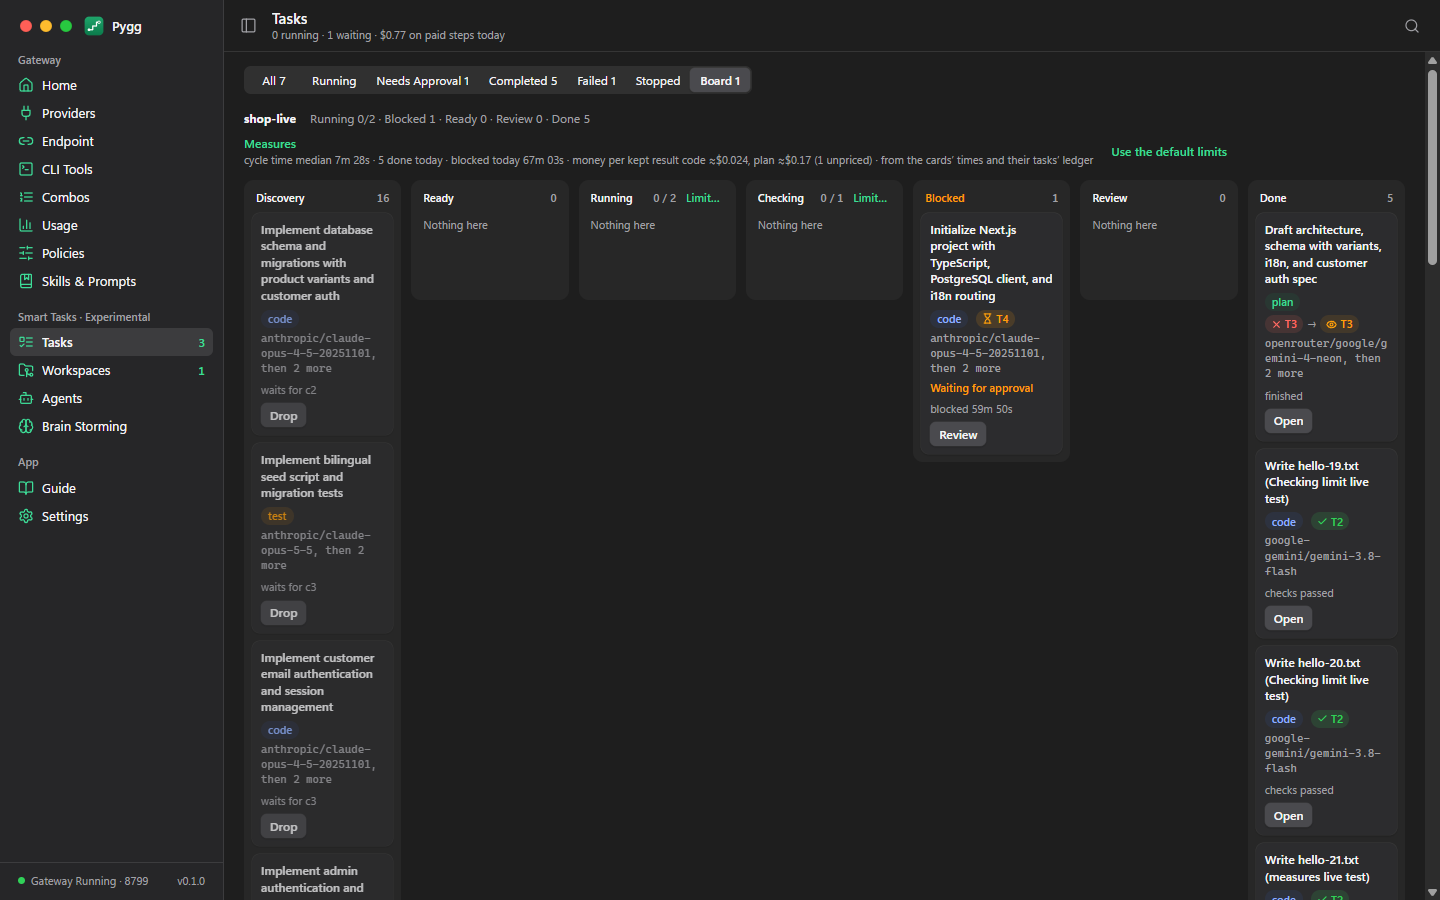 Pygg
Gateway
Home
Providers
Endpoint
CLI Tools
Combos
Usage
Policies
Skills & Prompts
Smart Tasks · Experimental
Tasks 3
Workspaces 1
Agents
Brain Storming
App
Guide
Settings
Gateway Running · 8799 v0.1.0
Tasks
0 running · 1 waiting · $0.77 on paid steps today
All 7 Running Needs Approval 1 Completed 5 Failed 1 Stopped Board 1
shop-live Running 0/2 · Blocked 1 · Ready 0 · Review 0 · Done 5
Measures
cycle time median 7m 28s · 5 done today · blocked today 67m 03s · money per kept result code ≈$0.024, plan ≈$0.17 (1 unpriced) · from the cards’ times and their tasks’ ledger
Use the default limits
Discovery 16
Implement database
schema and
migrations with
product variants and
customer auth
code
anthropic/claude-
opus-4-5-20251101,
then 2 more
waits for c2
Drop
Implement bilingual
seed script and
migration tests
test
anthropic/claude-
opus-5-5, then 2
more
waits for c3
Drop
Implement customer
email authentication
and session
management
code
anthropic/claude-
opus-4-5-20251101,
then 2 more
waits for c3
Drop
Implement admin
authentication and
Ready 0
Nothing here
Running 0 / 2 Limit...
Nothing here
Checking 0 / 1 Limit...
Nothing here
Blocked 1
Initialize Next.js
project with
TypeScript,
PostgreSQL client, and
i18n routing
code T4
anthropic/claude-
opus-4-5-20251101,
then 2 more
Waiting for approval
blocked 59m 50s
Review
Review 0
Nothing here
Done 5
Draft architecture,
schema with variants,
i18n, and customer
auth spec
plan
T3 → T3
openrouter/google/g
emini-4-neon, then
2 more
finished
Open
Write hello-19.txt
(Checking limit live
test)
code T2
google-
gemini/gemini-3.8-
flash
checks passed
Open
Write hello-20.txt
(Checking limit live
test)
code T2
google-
gemini/gemini-3.8-
flash
checks passed
Open
Write hello-21.txt
(measures live test)
code T2